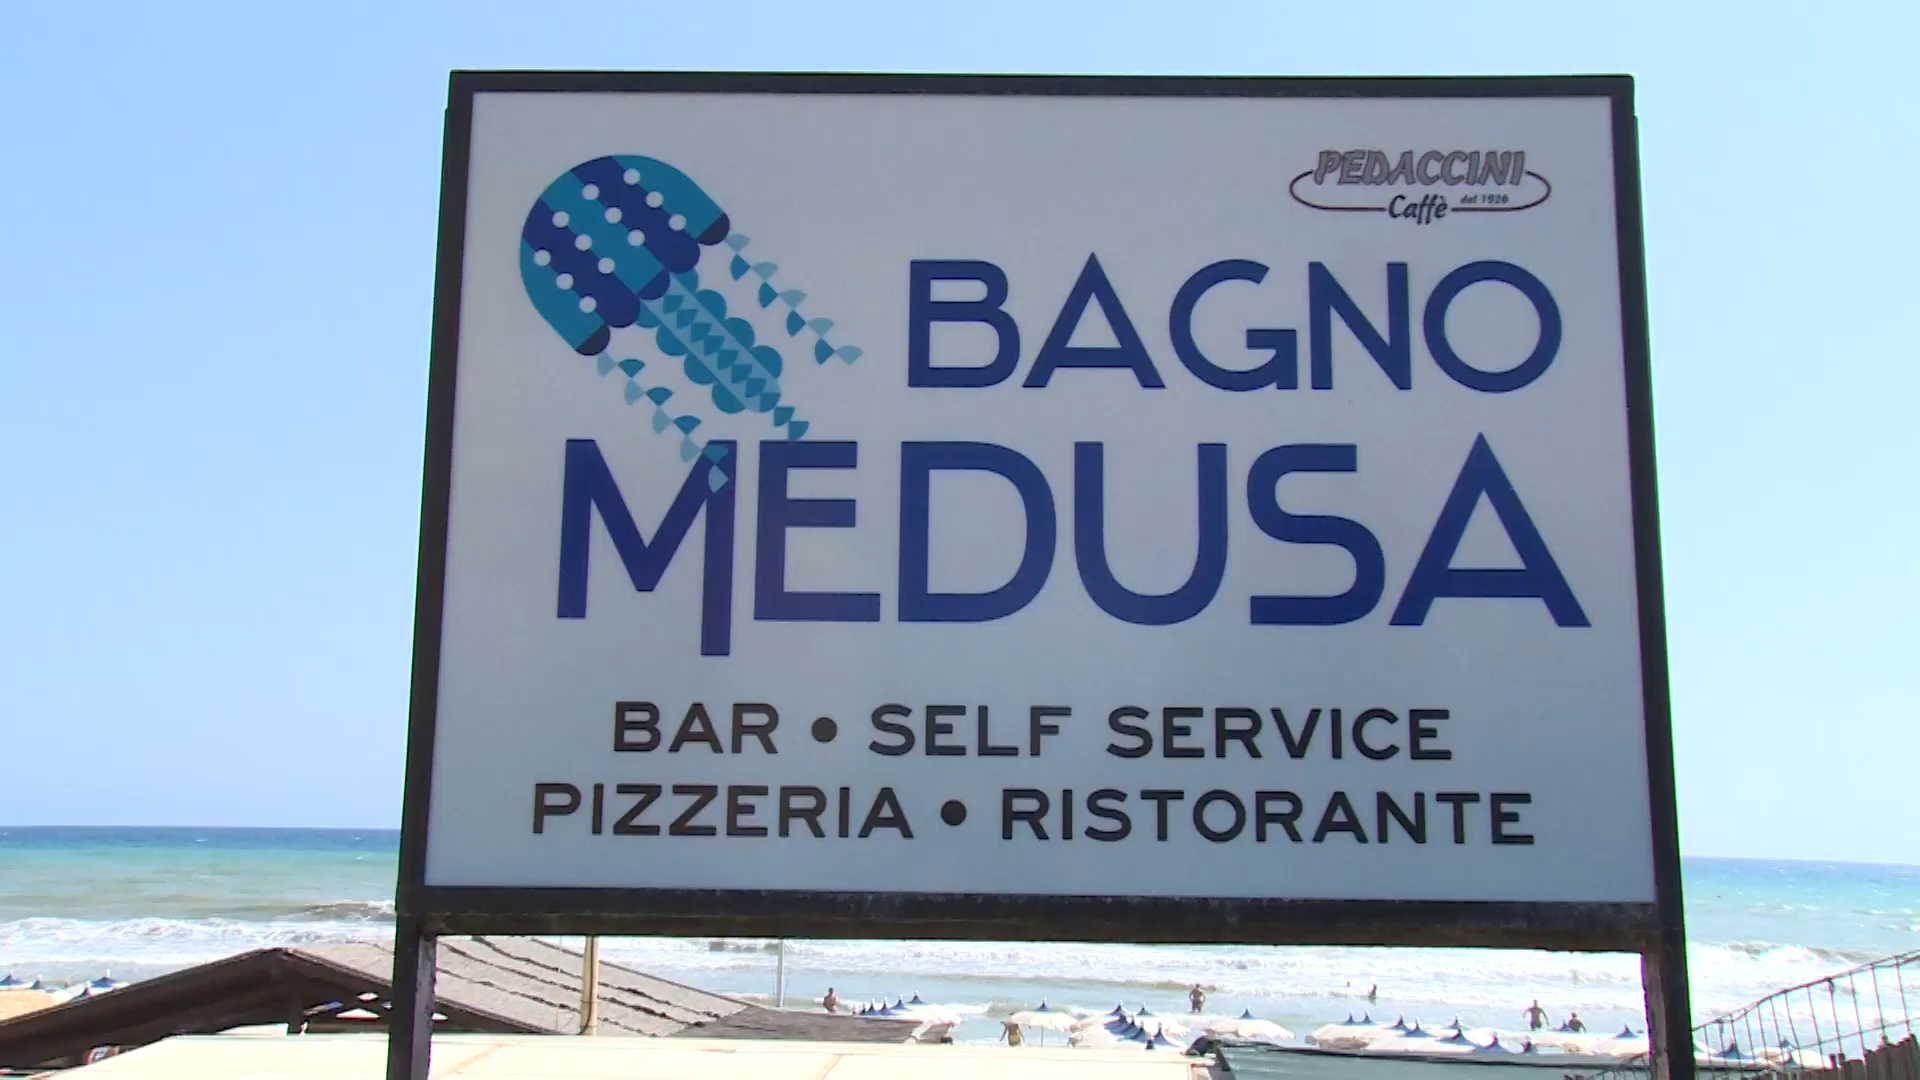 PEDACCINI
Caffè dal 1926
BAGNO
MEDUSA
BAR • SELF SERVICE
PIZZERIA • RISTORANTE